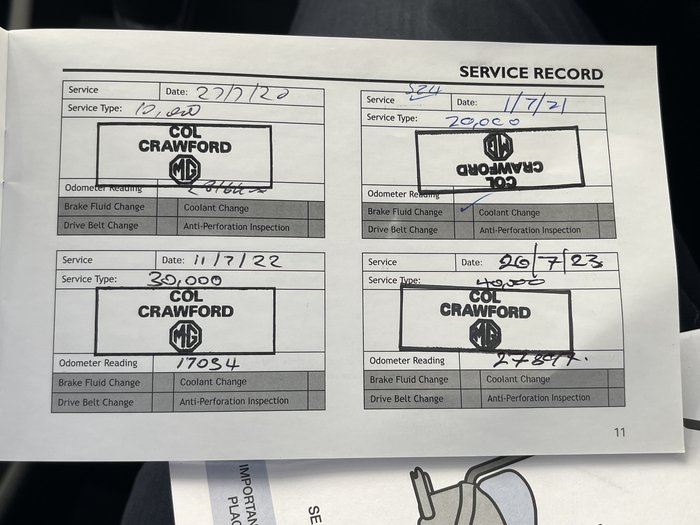 SERVICE RECORD
Service Date: 27/7/20
Service Type: 10,000
COL
CRAWFORD
MG
Odometer Reading
Brake Fluid Change Coolant Change
Drive Belt Change Anti-Perforation Inspection
Service S24 Date: 1/7/21
Service Type: 20,000
COL
CRAWFORD
MG
Odometer Reading
Brake Fluid Change ✓ Coolant Change
Drive Belt Change Anti-Perforation Inspection
Service Date: 11/7/22
Service Type: 30,000
COL
CRAWFORD
MG
Odometer Reading 17034
Brake Fluid Change Coolant Change
Drive Belt Change Anti-Perforation Inspection
Service Date: 20/7/23
Service Type: 40,000
COL
CRAWFORD
MG
Odometer Reading
Brake Fluid Change Coolant Change
Drive Belt Change Anti-Perforation Inspection
11